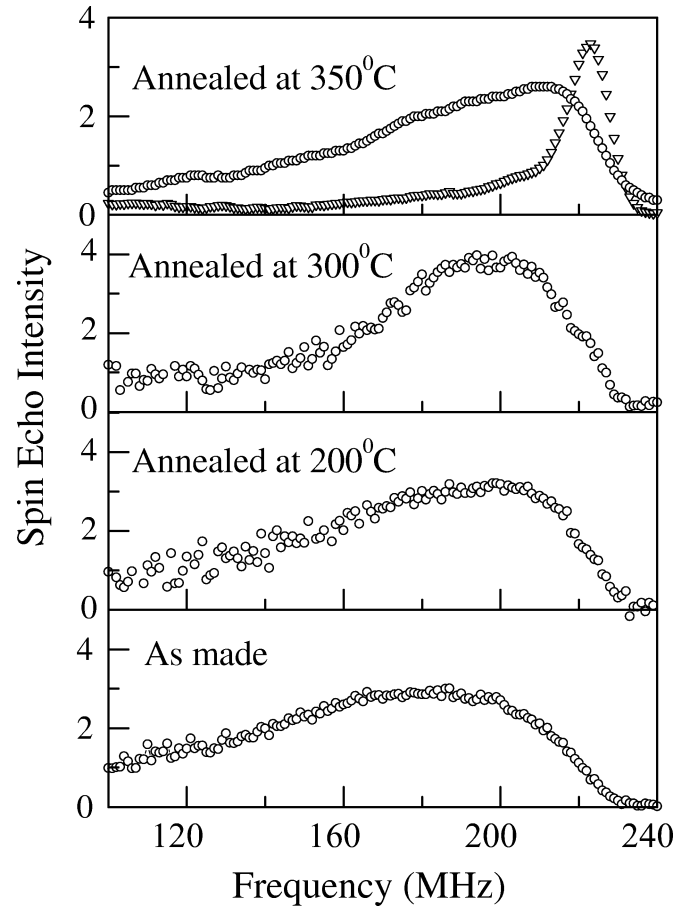 4
Annealed at 350⁰C
2
0
Annealed at 300⁰C
4
2
0
Annealed at 200⁰C
4
2
0
As made
4
2
0
120 160 200 240
Frequency (MHz)
Spin Echo Intensity